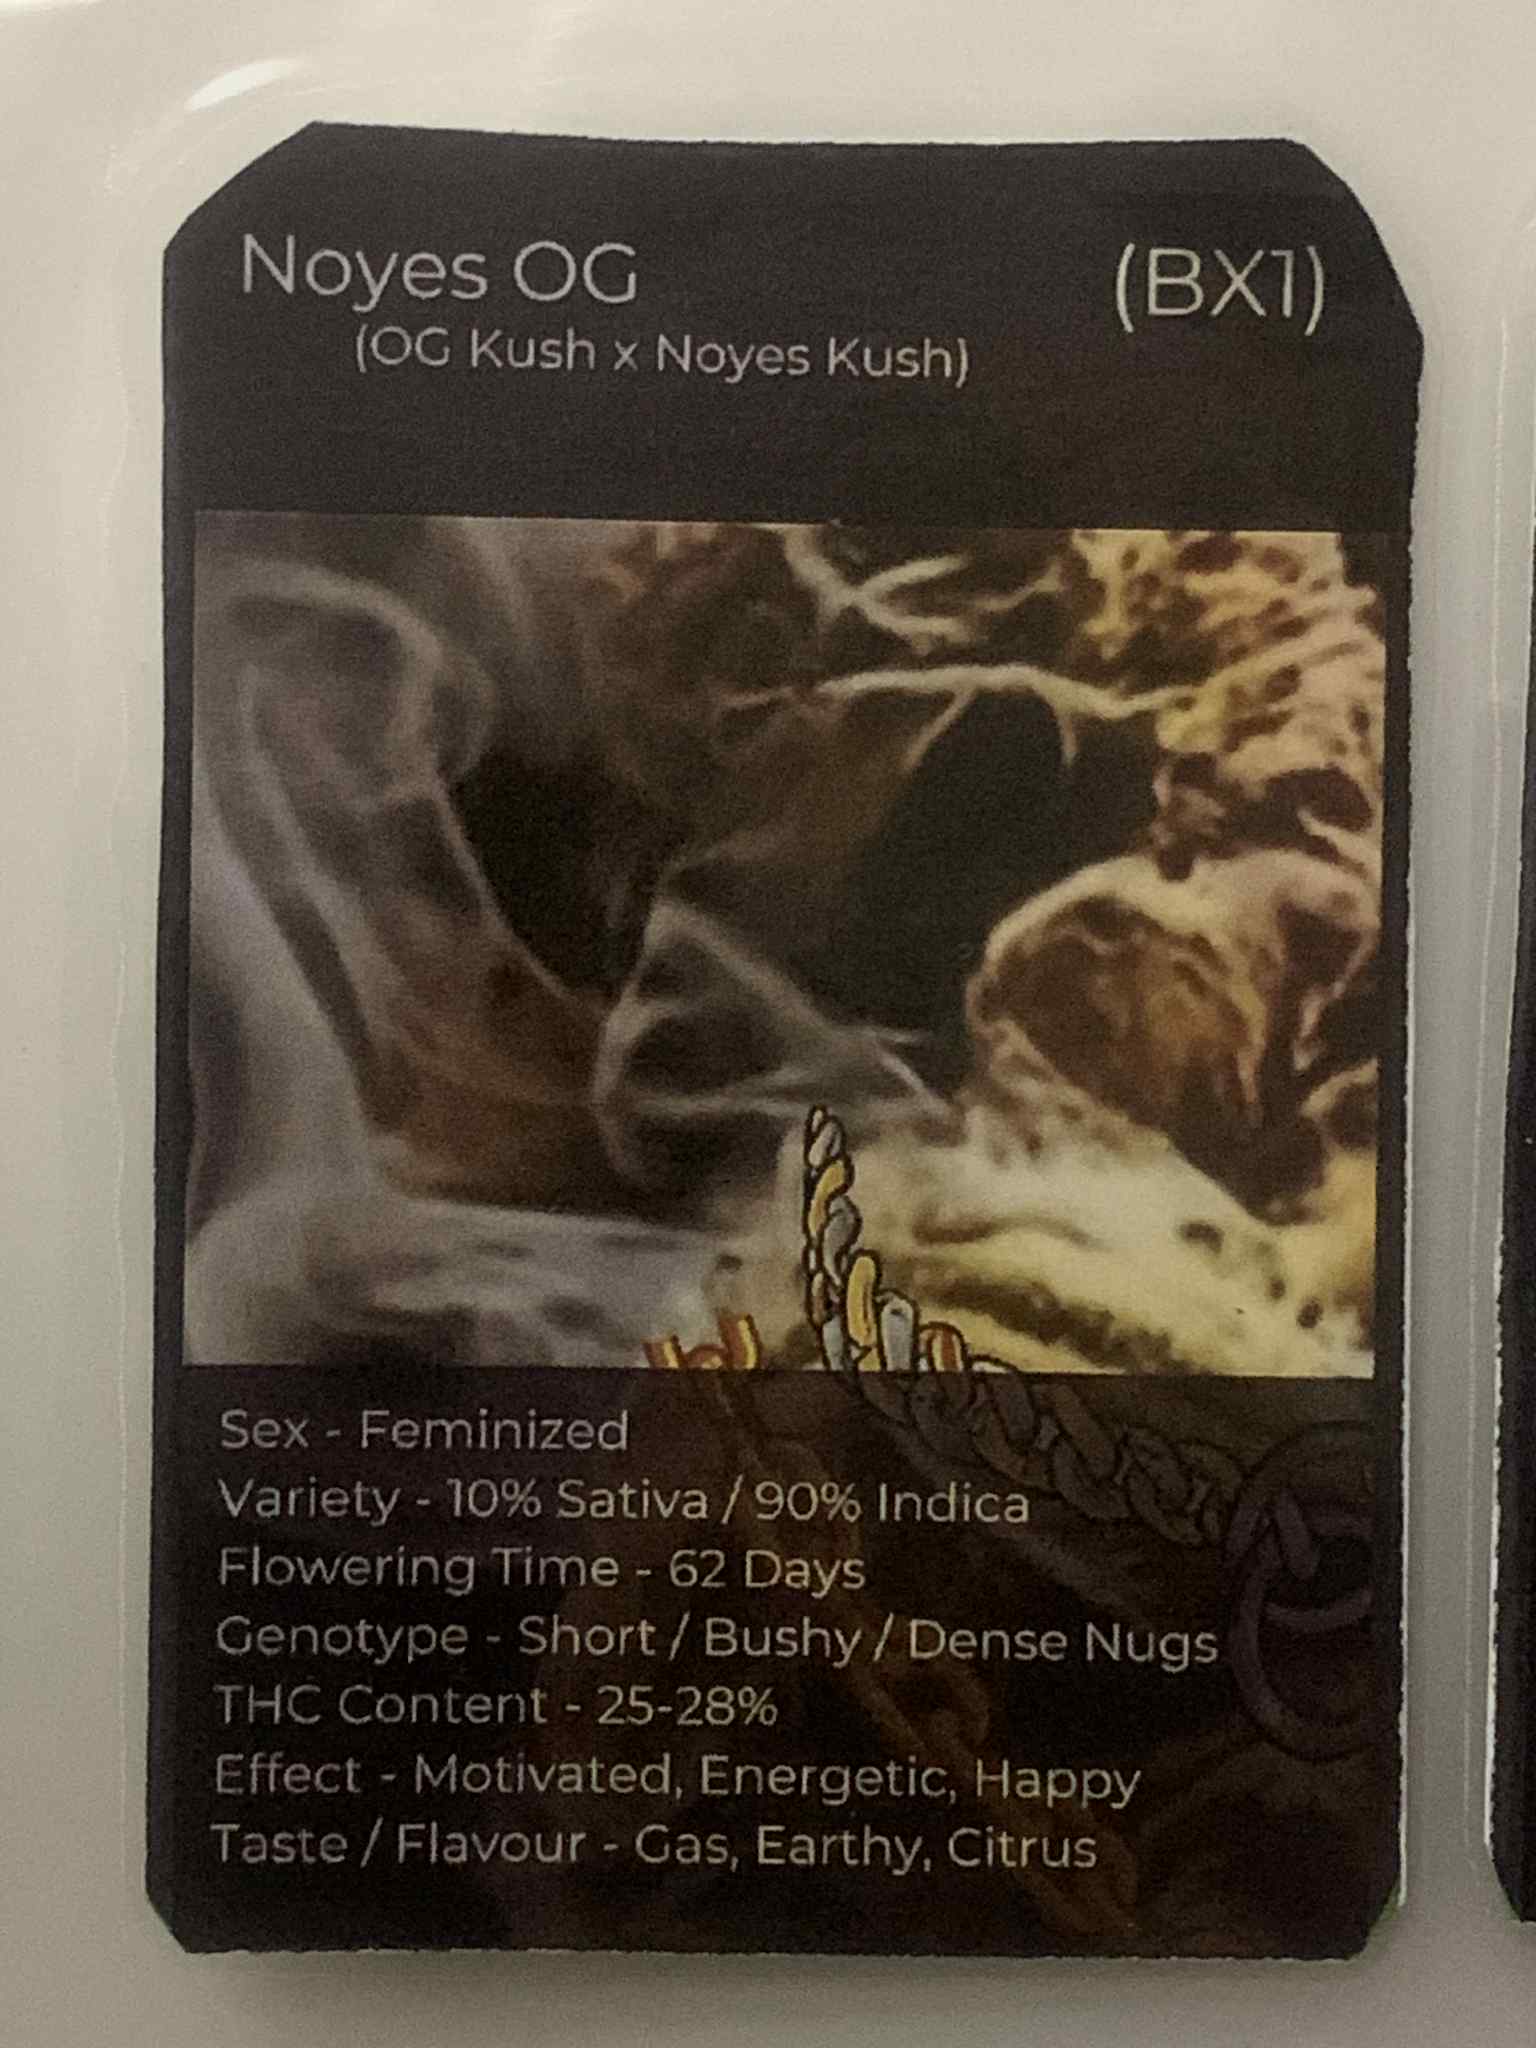 Noyes OG (BX1)
(OG Kush x Noyes Kush)
Sex - Feminized
Variety - 10% Sativa / 90% Indica
Flowering Time - 62 Days
Genotype - Short / Bushy / Dense Nugs
THC Content - 25-28%
Effect - Motivated, Energetic, Happy
Taste / Flavour - Gas, Earthy, Citrus